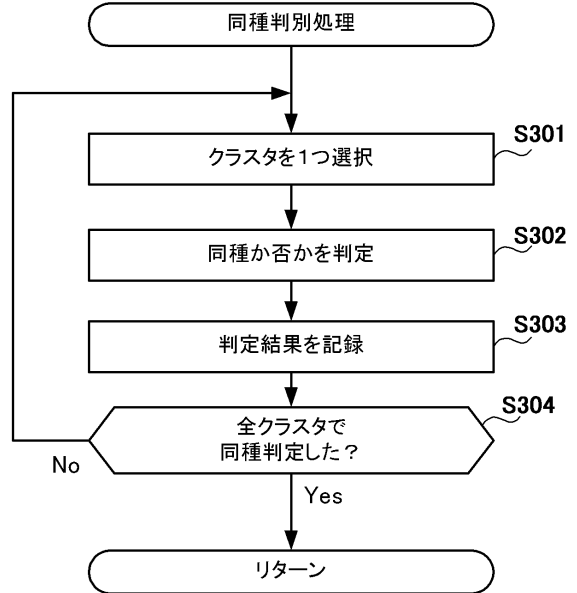 同種判別処理
S301
クラスタを１つ選択
S302
同種か否かを判定
S303
判定結果を記録
S304
全クラスタで
同種判定した？
No
Yes
リターン